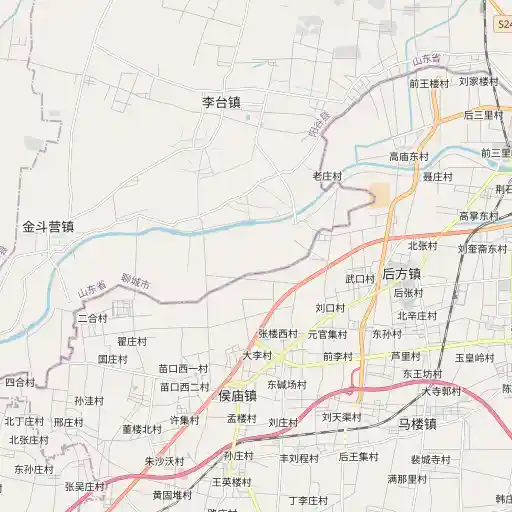 S24
山东省
前王楼村
刘家楼村
李台镇
阳谷县
后三里村
高庙东村
前三里
老庄村
聂庄村
荆石
高掌东村
金斗营镇
北张村
刘奎斋东村
山东省
聊城市
武口村
后方镇
后张村
刘口村
二合村
北辛庄村
张楼西村
元官集村
东孙村
翟庄村
大李村
前李村
芦里村
玉皇岭村
国庄村
苗口西一村
四合村
苗口西二村
东碱场村
东王坊村
大寺郭村
陈
侯庙镇
孙洼村
北丁庄村
邢庄村
许集村
孟楼村
刘庄村
刘天渠村
马楼镇
董楼北村
北张庄村
孙庄村
丰刘程村
后王集村
裴城寺村
朱沙沃村
东孙庄村
张吴庄村
王英楼村
满那里村
黄固堆村
丁李庄村
韩庄